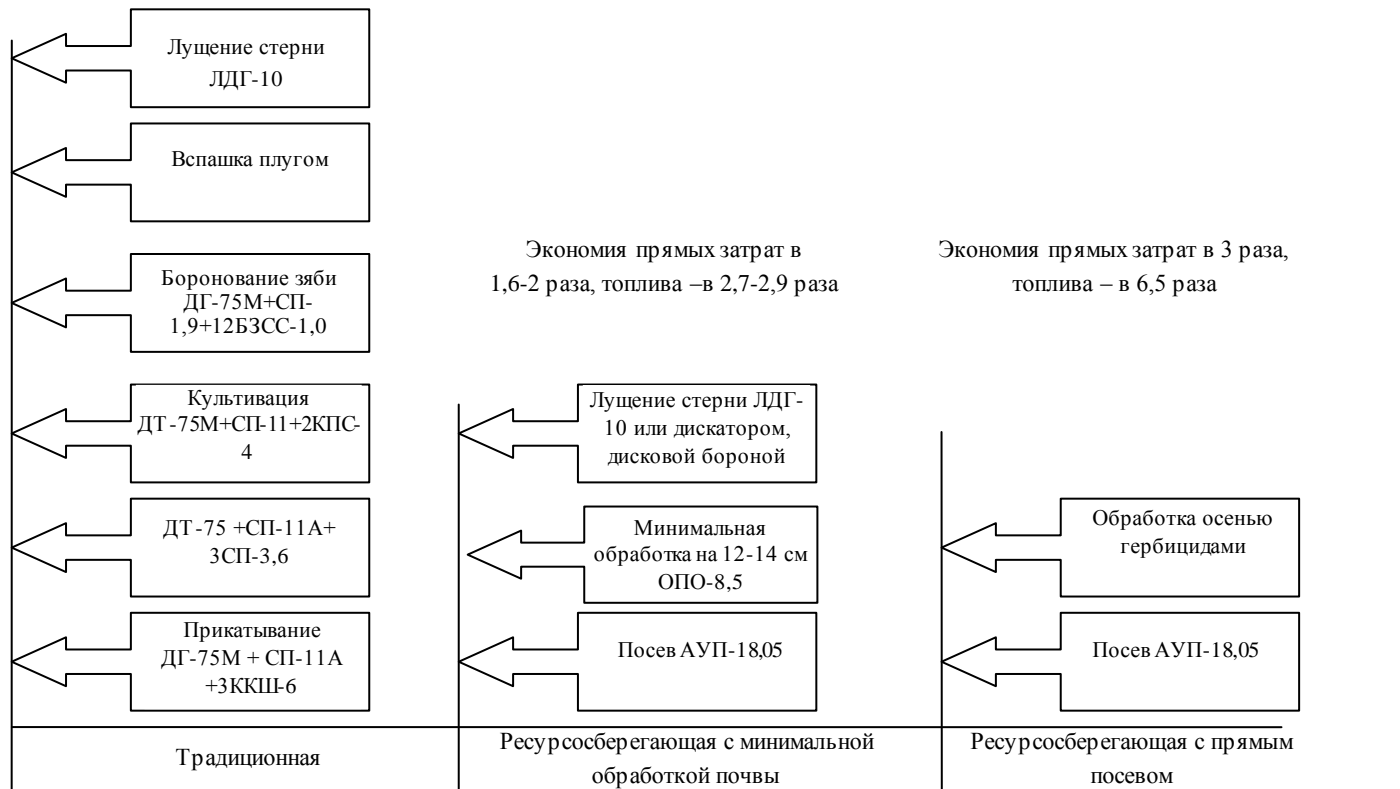 Лущение стерни
ЛДГ-10
Вспашка плугом
Боронование зяби
ДГ-75М+СП-
1,9+12БЗСС-1,0
Культивация
ДТ-75М+СП-11+2КПС-
4
ДТ-75 +СП-11А+
3СП-3,6
Прикатывание
ДГ-75М + СП-11А
+3ККШ-6
Традиционная
Экономия прямых затрат в
1,6-2 раза, топлива –в 2,7-2,9 раза
Лущение стерни ЛДГ-
10 или дискатором,
дисковой бороной
Минимальная
обработка на 12-14 см
ОПО-8,5
Посев АУП-18,05
Ресурсосберегающая с минимальной
обработкой почвы
Экономия прямых затрат в 3 раза,
топлива – в 6,5 раза
Обработка осенью
гербицидами
Посев АУП-18,05
Ресурсосберегающая с прямым
посевом